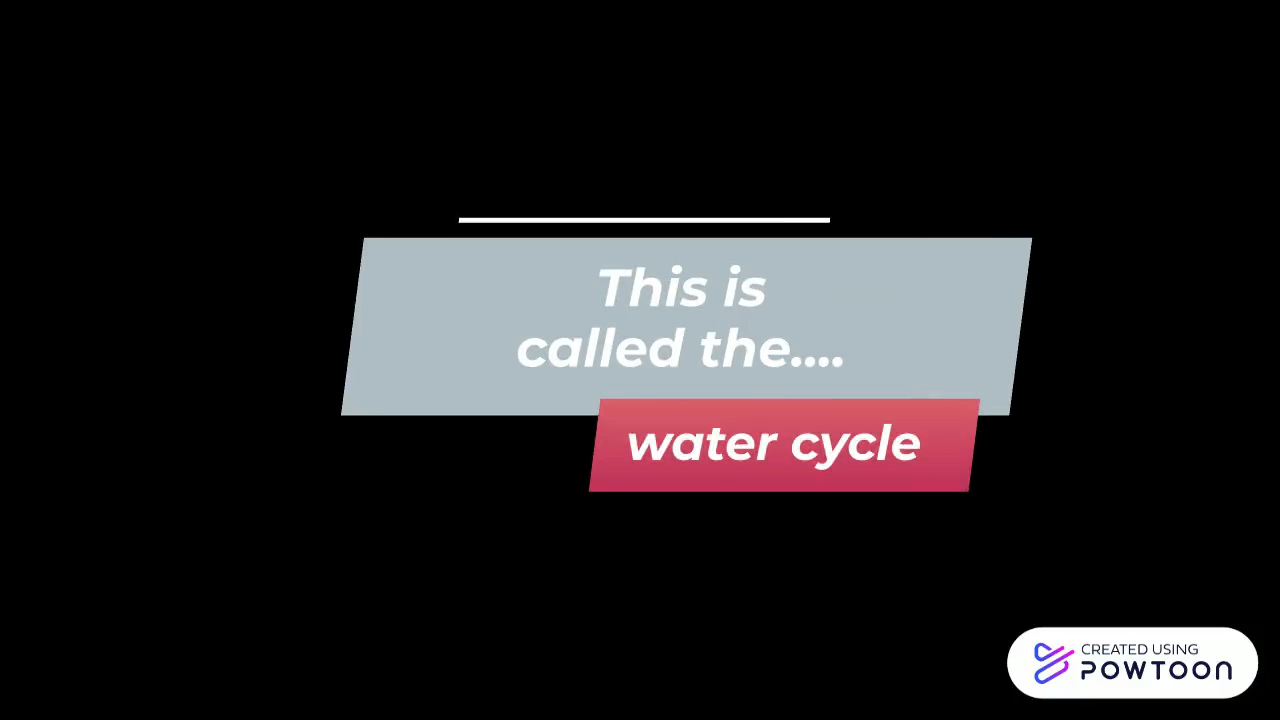 This is
called the....
water cycle
CREATED USING
POWTOON